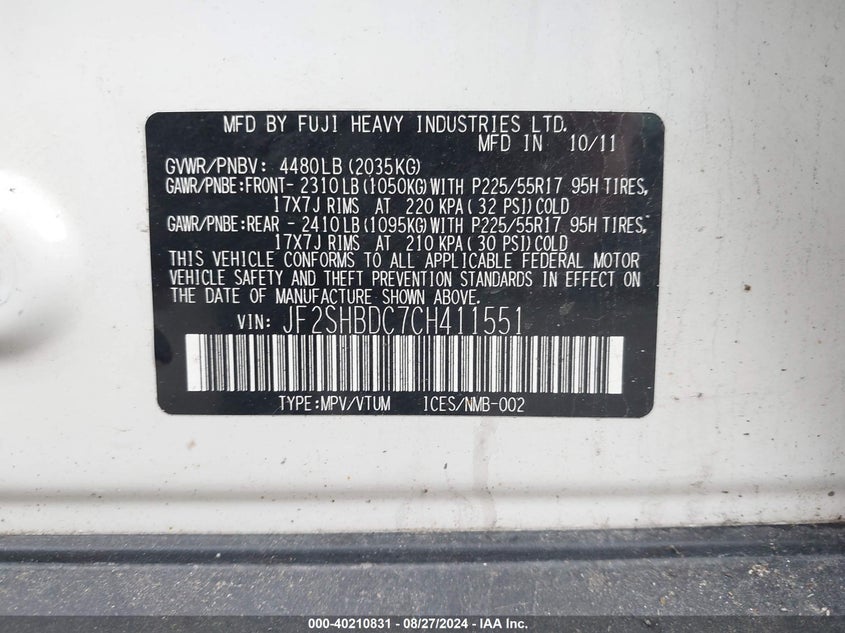 MFD BY FUJI HEAVY INDUSTRIES LTD.
MFD IN 10/11
GVWR/PNBV: 4480LB (2035KG)
GAWR/PNBE:FRONT- 2310LB (1050KG) WITH P225/55R17 95H TIRES,
17X7J RIMS AT 220 KPA (32 PSI) COLD
GAWR/PNBE:REAR - 2410LB (1095KG) WITH P225/55R17 95H TIRES,
17X7J RIMS AT 210 KPA (30 PSI) COLD
THIS VEHICLE CONFORMS TO ALL APPLICABLE FEDERAL MOTOR
VEHICLE SAFETY AND THEFT PREVENTION STANDARDS IN EFFECT ON
THE DATE OF MANUFACTURE SHOWN ABOVE.
VIN: JF2SHBDC7CH411551
TYPE:MPV/VTUM ICES/NMB-002
000-40210831 - 08/27/2024 - IAA Inc.